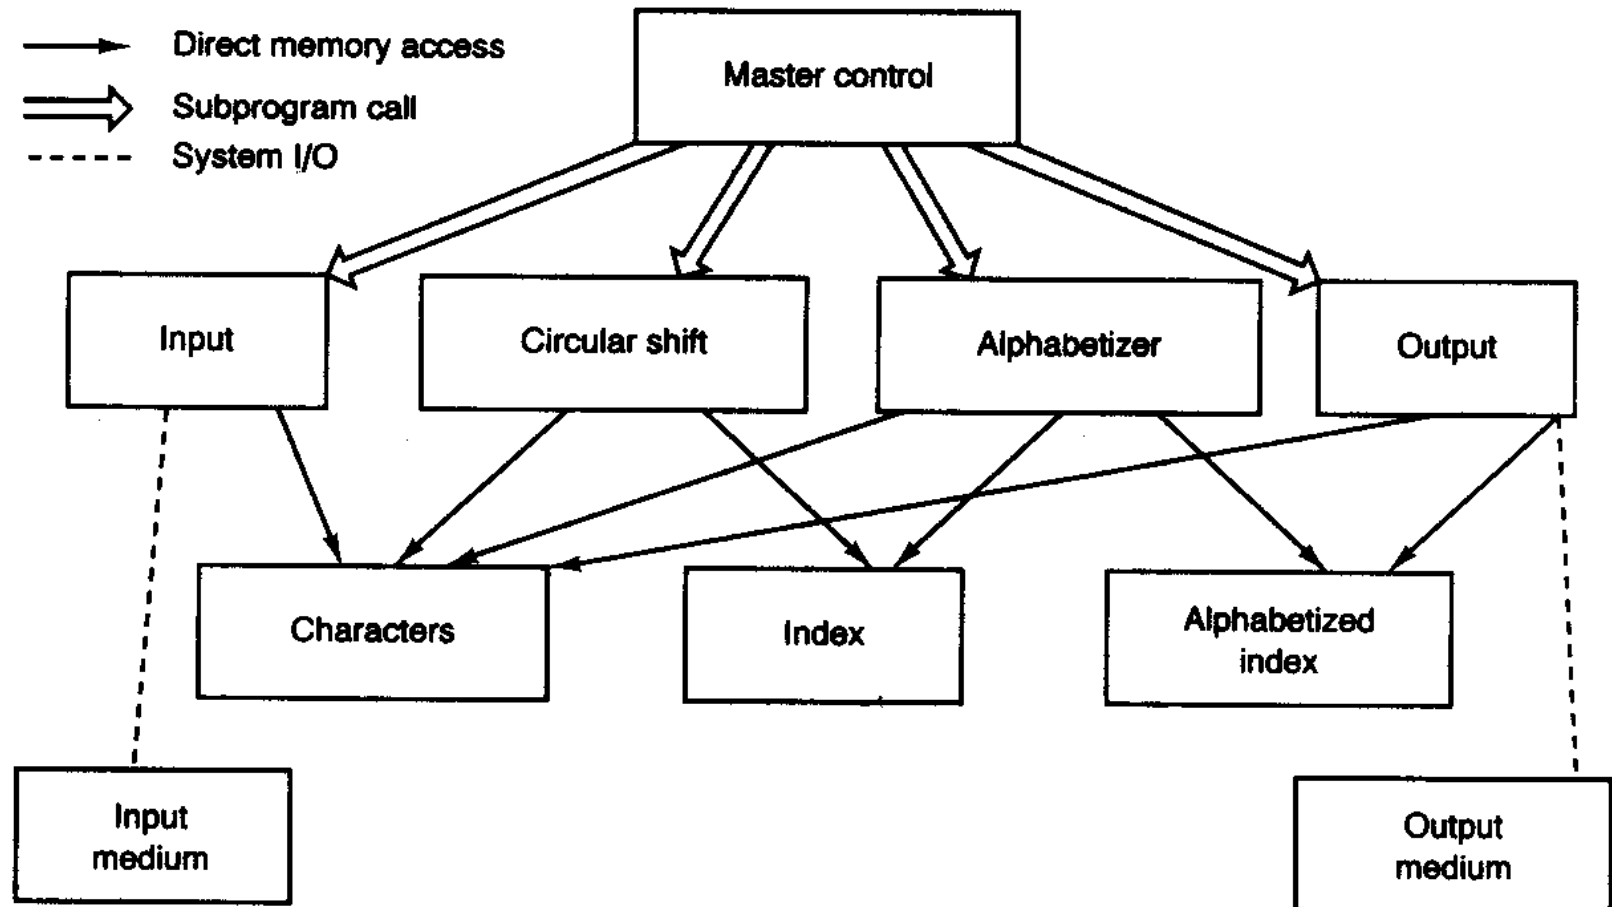 Direct memory access
Subprogram call
System I/O
Master control
Input
Circular shift
Alphabetizer
Output
Characters
Index
Alphabetized
index
Input
medium
Output
medium